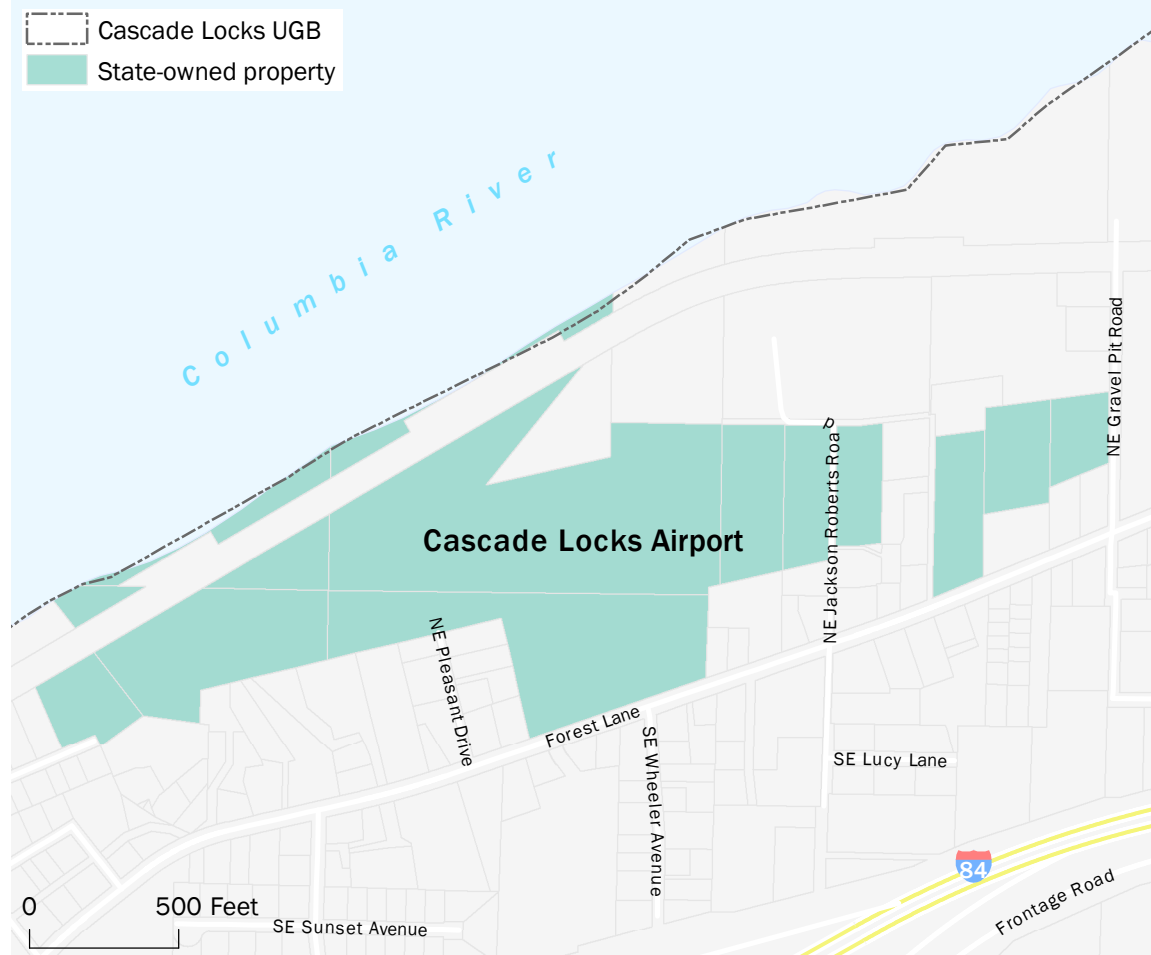 Cascade Locks UGB
State-owned property
Columbia River
NE Gravel Pit Road
NE Jackson Roberts Road
Cascade Locks Airport
NE Pleasant Drive
Forest Lane
SE Wheeler Avenue
SE Lucy Lane
84
Frontage Road
0 500 Feet
SE Sunset Avenue